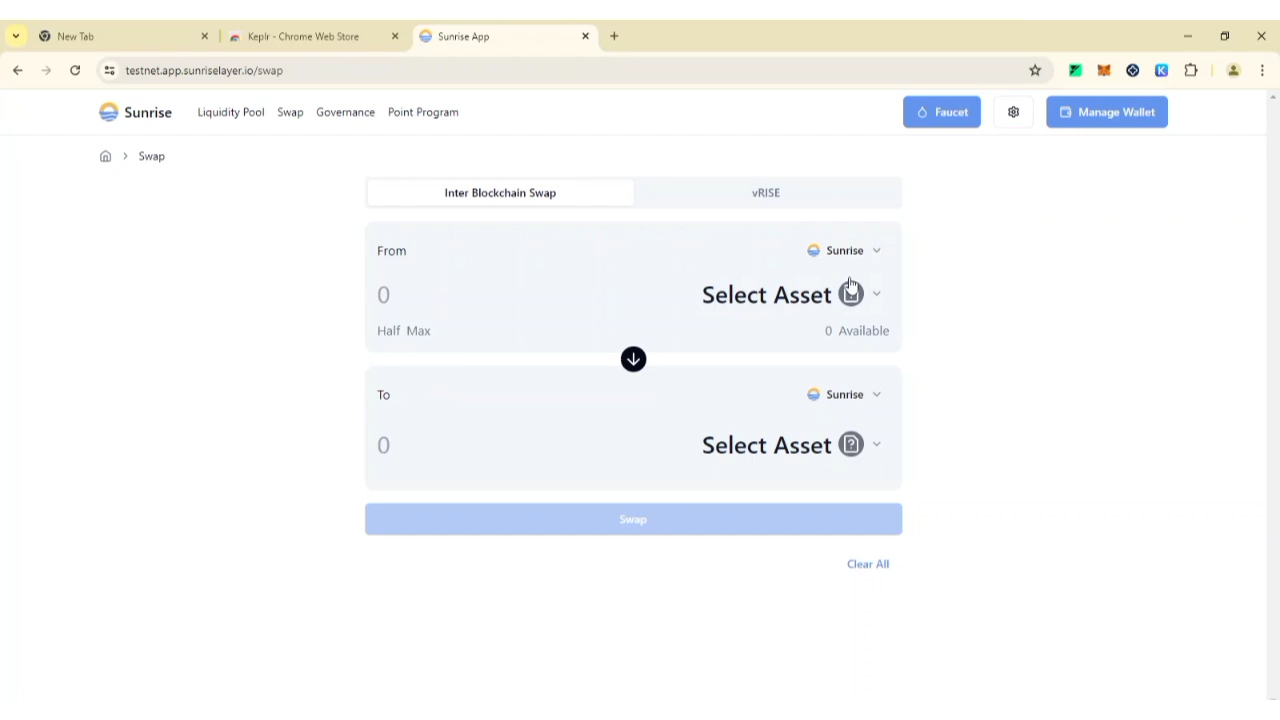 New Tab
Keplr - Chrome Web Store
Sunrise App
testnet.app.sunriselayer.io/swap
Sunrise
Liquidity Pool
Swap
Governance
Point Program
Faucet
Manage Wallet
Swap
Inter Blockchain Swap
vRISE
From
Sunrise
0
Select Asset
Half Max
0 Available
To
Sunrise
0
Select Asset
Swap
Clear All